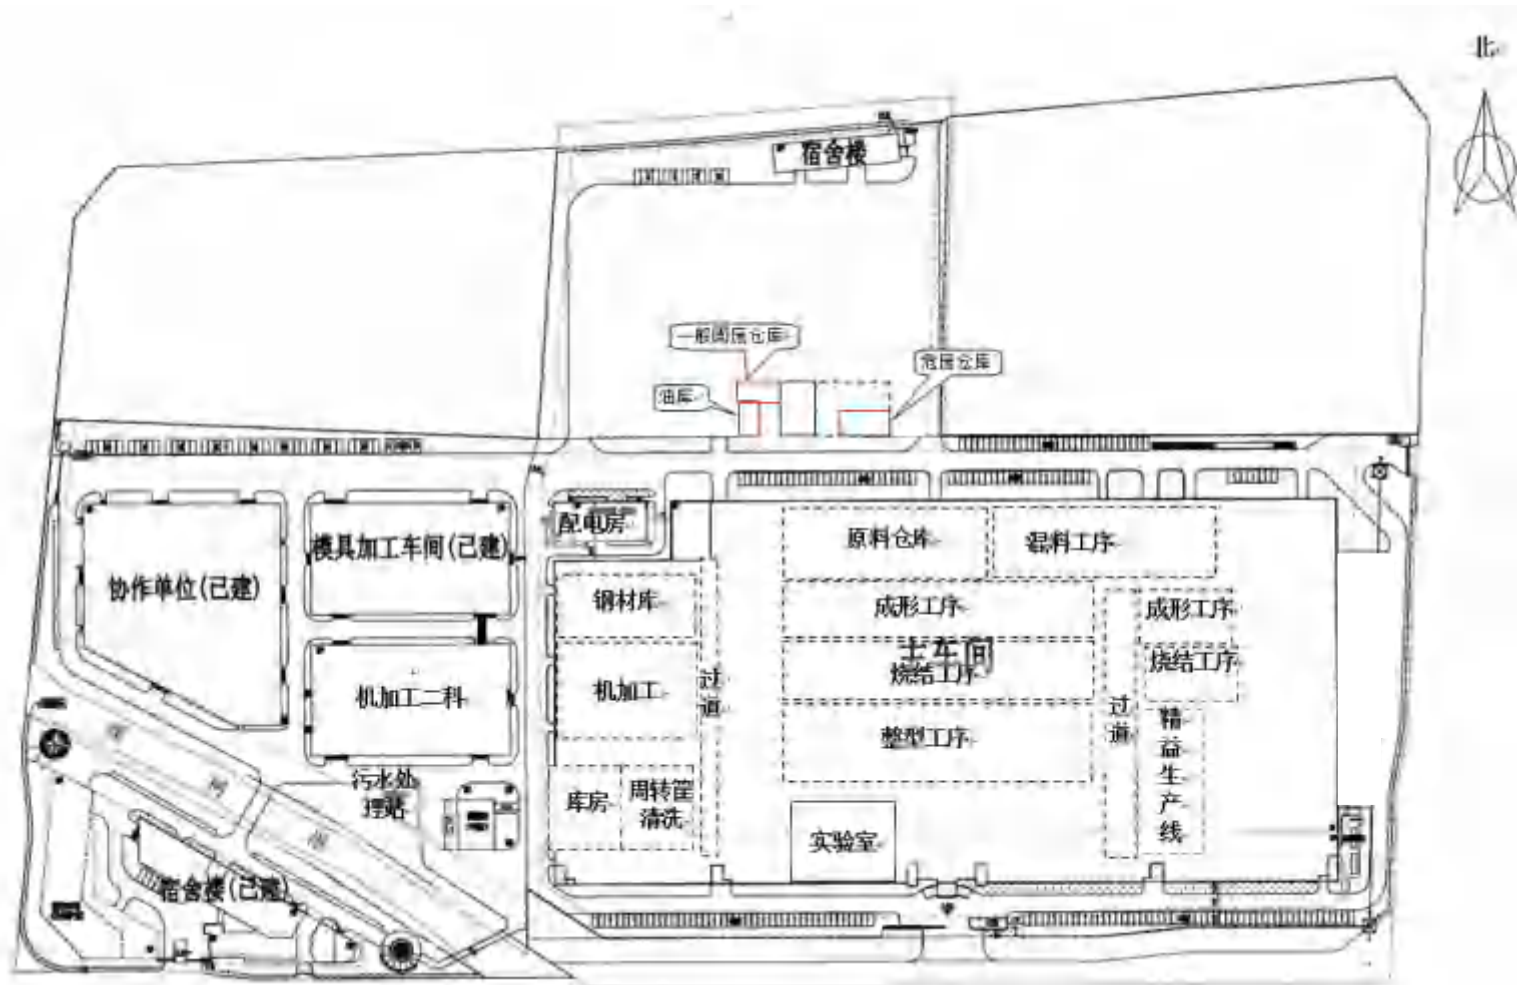 北
宿舍楼
一般固废仓库
危废仓库
油库
配电房
原料仓库
混料工序
模具加工车间(已建)
协作单位(已建)
钢材库
成形工序
成形工序
主车间
烧结工序
烧结工序
机加工二科
机加工
过道
过道
整型工序
精益生产线
污水处
理站
库房
周转筐
清洗
实验室
宿舍楼(已建)